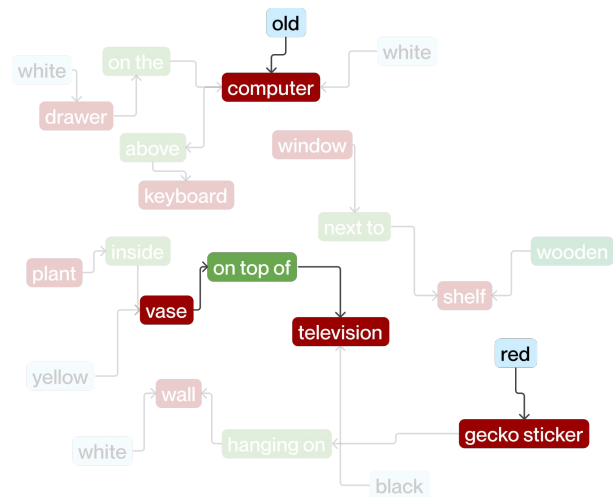 old
on the
white
white
computer
drawer
above
window
keyboard
next to
inside
wooden
on top of
plant
shelf
vase
television
red
yellow
wall
gecko sticker
hanging on
white
black